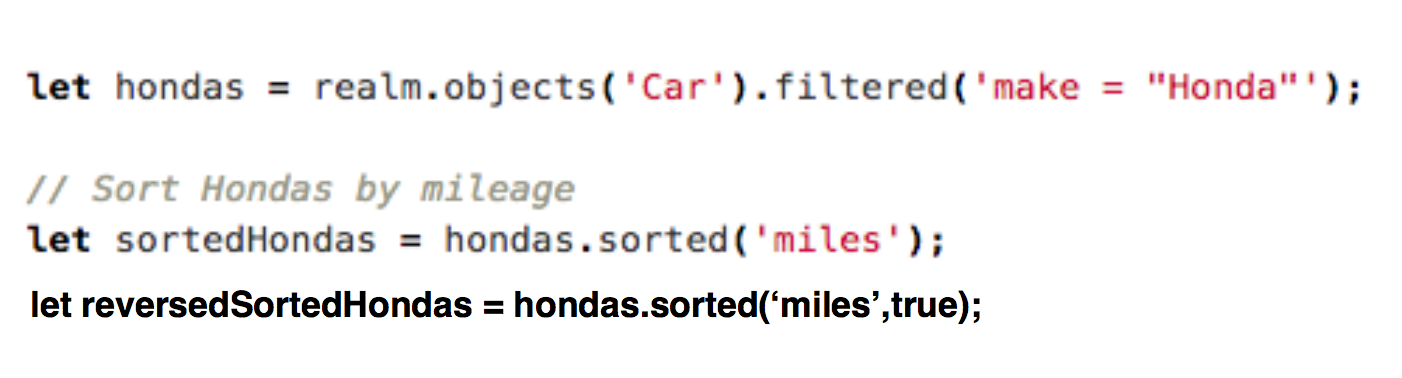 let hondas = realm.objects('Car').filtered('make = "Honda"');
// Sort Hondas by mileage
let sortedHondas = hondas.sorted('miles');
let reversedSortedHondas = hondas.sorted(‘miles’,true);